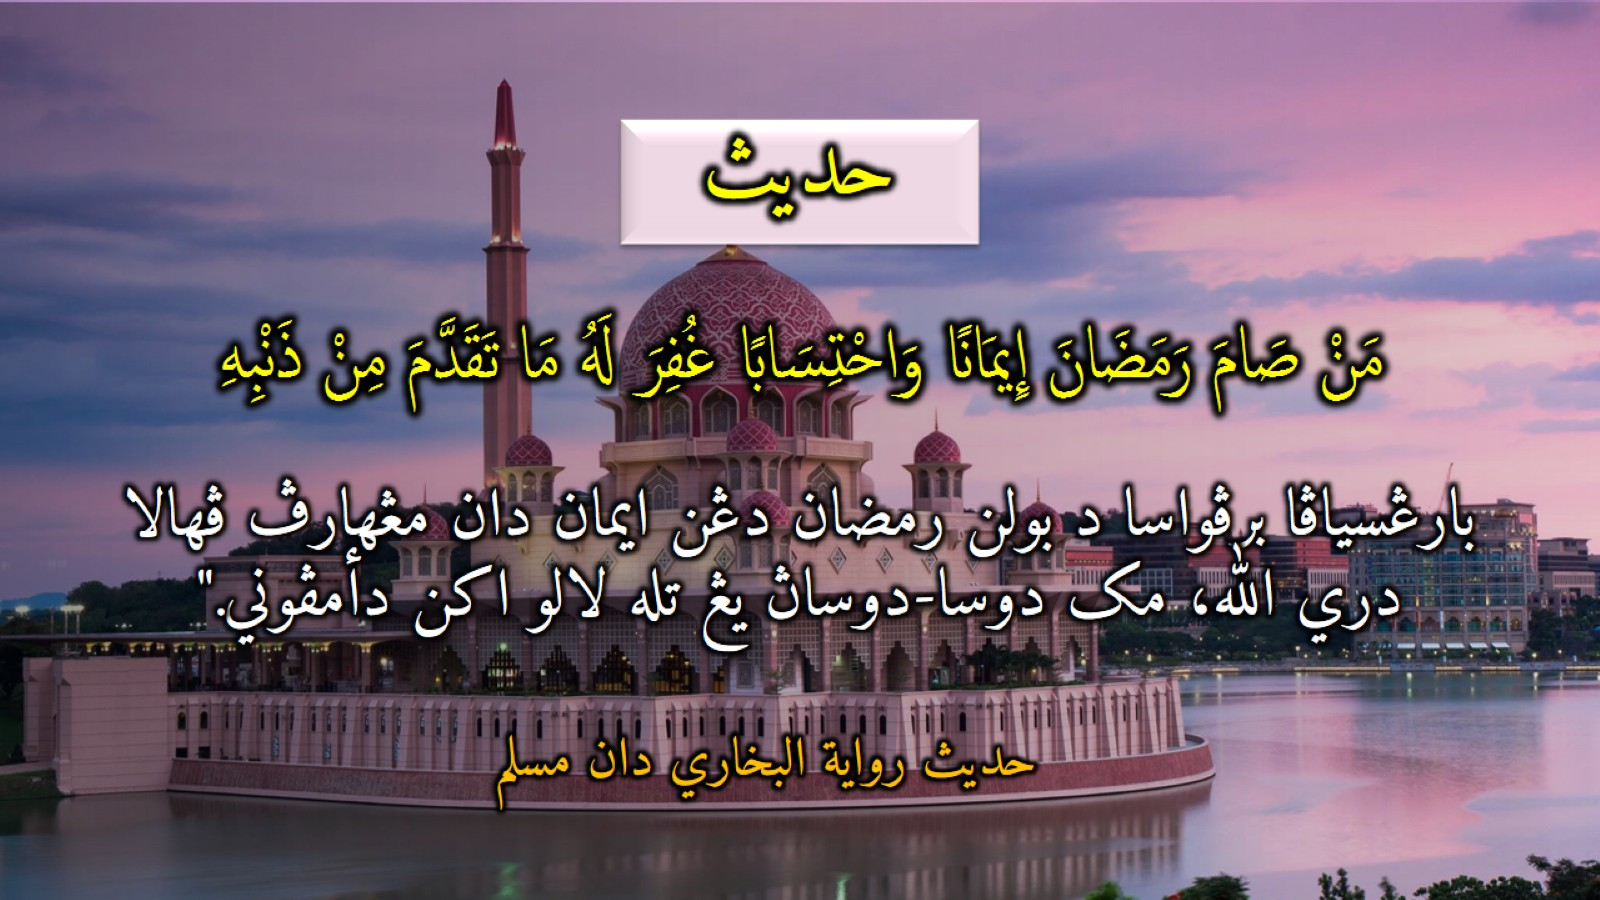 حديث
مَنْ صَامَ رَمَضَانَ إِيمَانًا وَاحْتِسَابًا غُفِرَ لَهُ مَا تَقَدَّمَ مِنْ ذَنْبِهِ
بارڠسياڤا برڤواسا د بولن رمضان دڠن ايمان دان مڠهارڤ ڤهالا
دري الله، مک دوسا-دوساڽ يڠ تله لالو اکن دأمڤوني."
حديث رواية البخاري دان مسلم